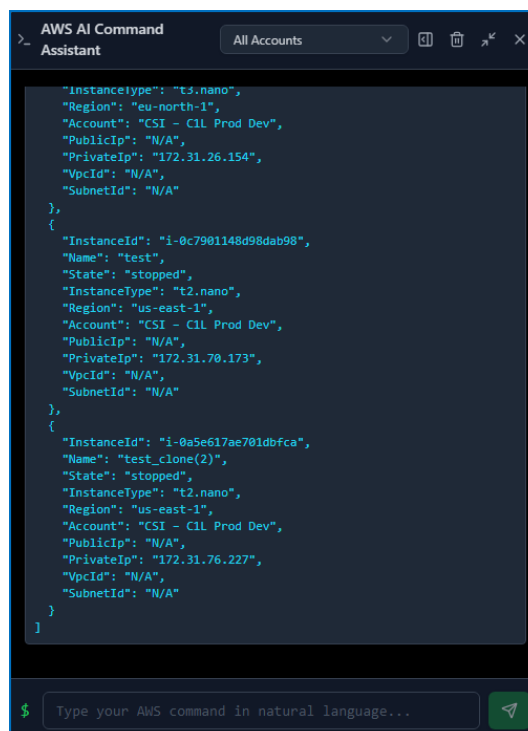 >_ AWS AI Command Assistant
All Accounts
"InstanceType": "t3.nano",
"Region": "eu-north-1",
"Account": "CSI – C1L Prod Dev",
"PublicIp": "N/A",
"PrivateIp": "172.31.26.154",
"VpcId": "N/A",
"SubnetId": "N/A"
},
{
"InstanceId": "i-0c7901148d98dab98",
"Name": "test",
"State": "stopped",
"InstanceType": "t2.nano",
"Region": "us-east-1",
"Account": "CSI – C1L Prod Dev",
"PublicIp": "N/A",
"PrivateIp": "172.31.70.173",
"VpcId": "N/A",
"SubnetId": "N/A"
},
{
"InstanceId": "i-0a5e617ae701dbfca",
"Name": "test_clone(2)",
"State": "stopped",
"InstanceType": "t2.nano",
"Region": "us-east-1",
"Account": "CSI – C1L Prod Dev",
"PublicIp": "N/A",
"PrivateIp": "172.31.76.227",
"VpcId": "N/A",
"SubnetId": "N/A"
}
]
$ Type your AWS command in natural language...